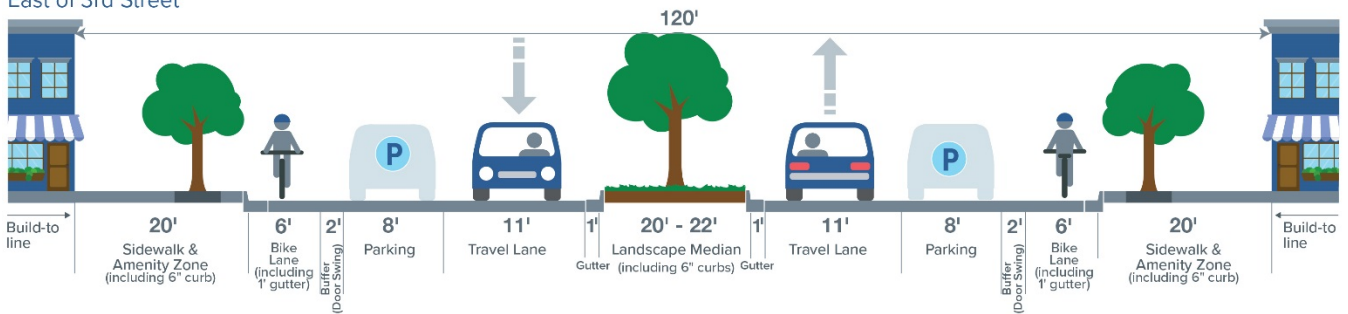 East of 3rd Street
120'
P
P
Build-to
line
20'
Sidewalk &
Amenity Zone
(including 6" curb)
6'
Bike
Lane
(including
1' gutter)
2'
Buffer
(Door Swing)
8'
Parking
11'
Travel Lane
1'
Gutter
20' - 22'
Landscape Median
(including 6" curbs)
1'
Gutter
11'
Travel Lane
8'
Parking
2'
Buffer
(Door Swing)
6'
Bike
Lane
(including
1' gutter)
20'
Sidewalk &
Amenity Zone
(including 6" curb)
Build-to
line